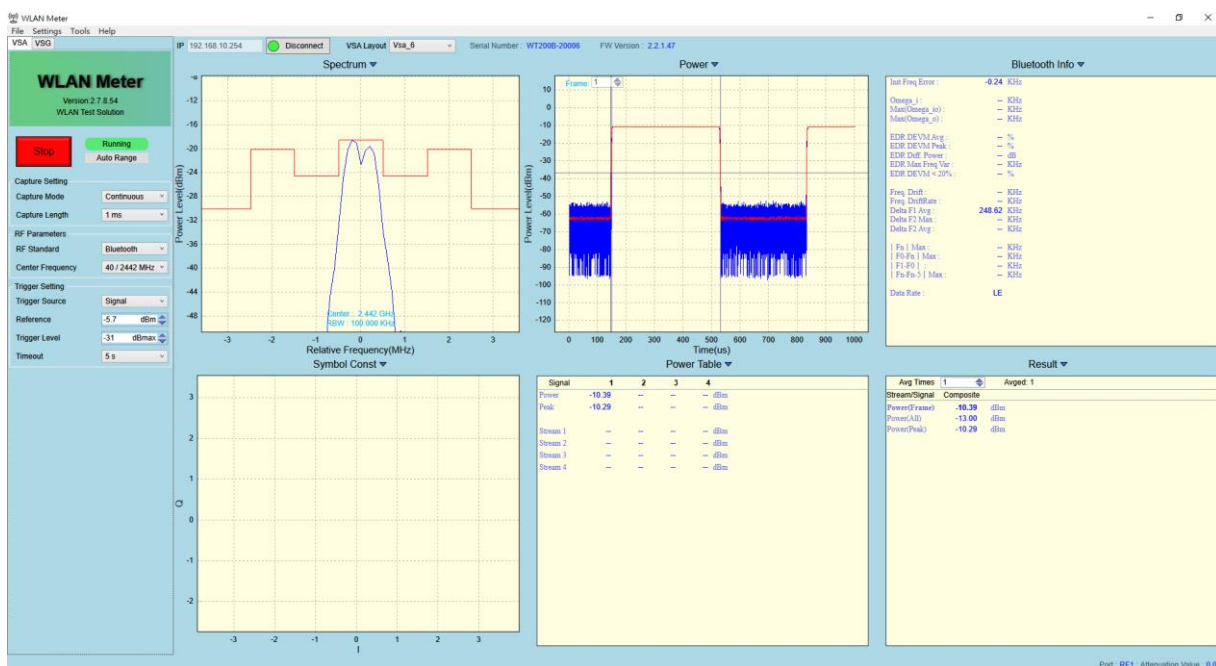 WLAN Meter
File Settings Tools Help
VSA VSG
IP 192.168.10.254 Disconnect VSA Layout Vsa_6 Serial Number : WT200B-20006 FW Version : 2.2.1.47
WLAN Meter
Version:2.7.8.54
WLAN Test Solution
Stop
Running
Auto Range
Capture Setting
Capture Mode Continuous
Capture Length 1 ms
RF Parameters
RF Standard Bluetooth
Center Frequency 40 / 2442 MHz
Trigger Setting
Trigger Source Signal
Reference -5.7 dBm
Trigger Level -31 dBmax
Timeout 5 s
Spectrum
Power Level(dBm)
-12
-16
-20
-24
-28
-32
-36
-40
-44
-48
Center : 2.442 GHz
RBW : 100.000 KHz
-3 -2 -1 0 1 2 3
Relative Frequency(MHz)
Power
Frame: 1
Power Level(dBm)
10
0
-10
-20
-30
-40
-50
-60
-70
-80
-90
-100
-110
-120
0 100 200 300 400 500 600 700 800 900 1000
Time(us)
Bluetooth Info
Init Freq Error : -0.24 KHz
Omega_i : -- KHz
Max(Omega_io) : -- KHz
Max(Omega_o) : -- KHz
EDR DEVM Avg : -- %
EDR DEVM Peak : -- %
EDR Diff. Power : -- dB
EDR Max Freq Var : -- KHz
EDR DEVM < 20% : -- %
Freq. Drift : -- KHz
Freq. DriftRate : -- KHz
Delta F1 Avg : 248.62 KHz
Delta F2 Max : -- KHz
Delta F2 Avg : -- KHz
| Fn | Max : -- KHz
| F0-Fn | Max : -- KHz
| F1-F0 | : -- KHz
| Fn-Fn-5 | Max : -- KHz
Data Rate : LE
Symbol Const
Q
3
2
1
0
-1
-2
-3 -2 -1 0 1 2 3
I
Power Table
Signal 1 2 3 4
Power -10.39 -- -- -- dBm
Peak -10.29 -- -- -- dBm
Stream 1 -- -- -- -- dBm
Stream 2 -- -- -- -- dBm
Stream 3 -- -- -- -- dBm
Stream 4 -- -- -- -- dBm
Result
Avg Times 1 Avged: 1
Stream/Signal Composite
Power(Frame) -10.39 dBm
Power(All) -13.00 dBm
Power(Peak) -10.29 dBm
Port : RF1 : Attenuation Value : 0.0